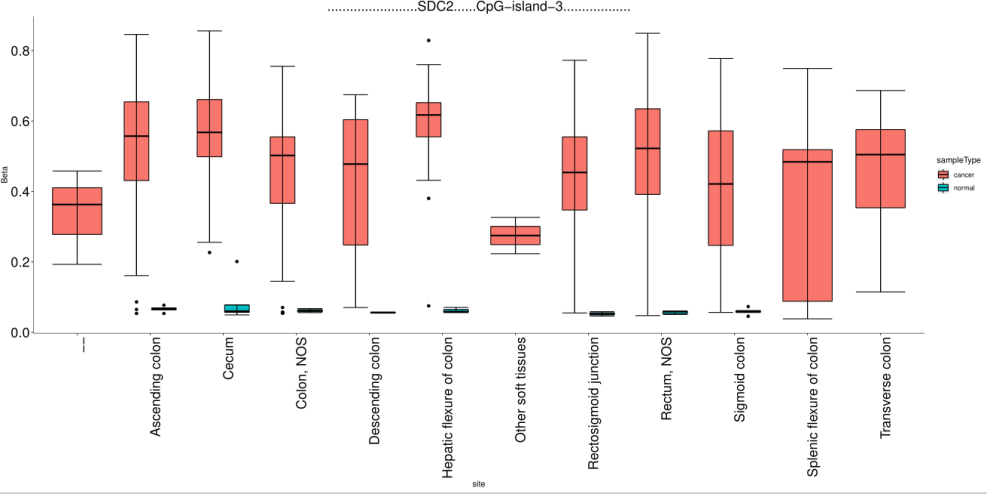 ........................SDC2......CpG-island-3..................
0.8
0.6
0.4
0.2
0.0
Beta
--
Ascending colon
Cecum
Colon, NOS
Descending colon
Hepatic flexure of colon
Other soft tissues
Rectosigmoid junction
Rectum, NOS
Sigmoid colon
Splenic flexure of colon
Transverse colon
site
sampleType
cancer
normal